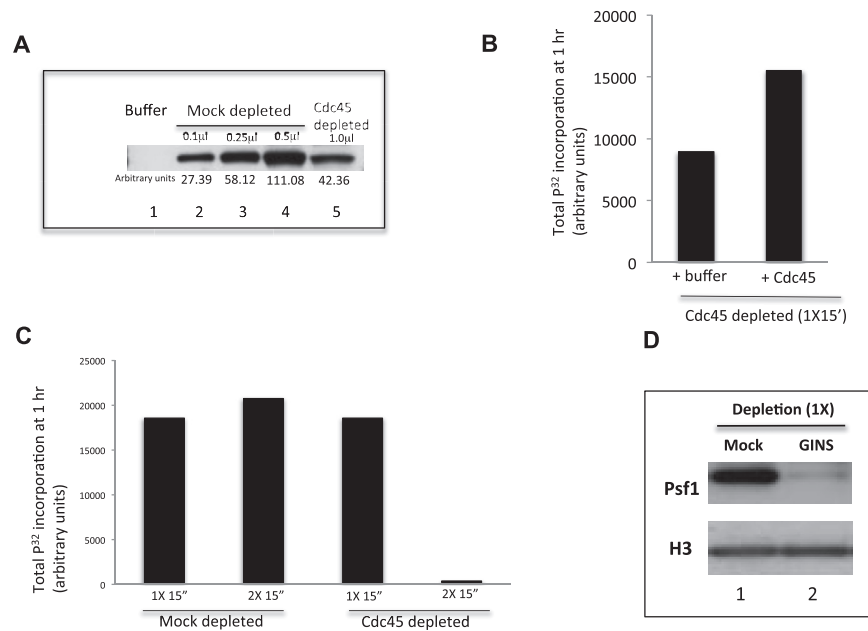 A
Buffer
Mock depleted
Cdc45
depleted
0.1µl 0.25µl 0.5µl 1.0µl
Arbitrary units 27.39 58.12 111.08 42.36
1 2 3 4 5
B
Total P32 incorporation at 1 hr
(arbitrary units)
20000
15000
10000
5000
0
+ buffer + Cdc45
Cdc45 depleted (1X15')
C
Total P32 incorporation at 1 hr
(arbitrary units)
25000
20000
15000
10000
5000
0
1X 15” 2X 15” 1X 15” 2X 15”
Mock depleted Cdc45 depleted
D
Depletion (1X)
Mock GINS
Psf1
H3
1 2